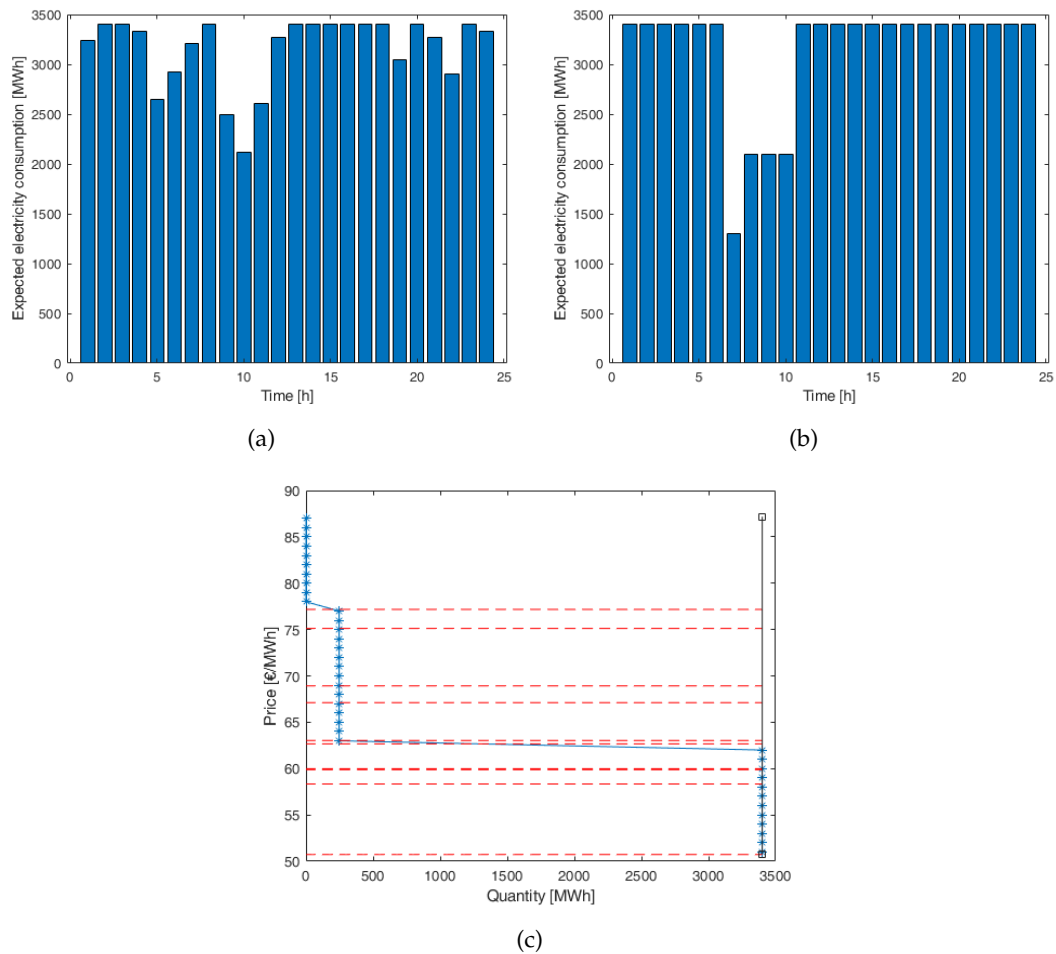 3500
3000
2500
2000
1500
1000
500
0
Expected electricity consumption [MWh]
0 5 10 15 20 25
Time [h]
(a)
3500
3000
2500
2000
1500
1000
500
0
Expected electricity consumption [MWh]
0 5 10 15 20 25
Time [h]
(b)
90
85
80
75
70
65
60
55
50
Price [€/MWh]
0 500 1000 1500 2000 2500 3000 3500
Quantity [MWh]
(c)